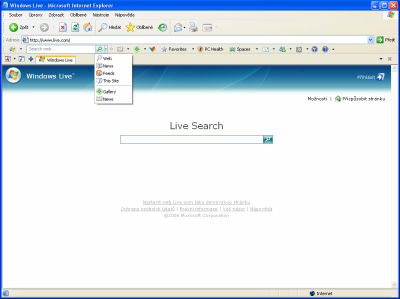 Windows Live - Microsoft Internet Explorer
Soubor Úpravy Zobrazit Oblíbené Nástroje Nápověda
Zpět Hledat Oblíbené
Adresa http://www.live.com/ Přejít
Search web... Favorites PC Health Spaces
Windows Live
Web
News
Feeds
This Site
Gallery
News
Windows Live™ Přihlásit
Možnosti | Přizpůsobit stránku
Live Search
Nastavit web Live.com jako domovskou stránku
Ochrana osobních údajů | Právní informace | Váš názor | Nápověda
©2006 Microsoft Corporation
Internet